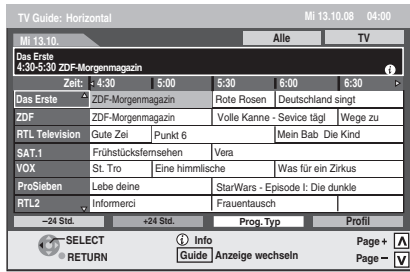 TV Guide: Horizontal Mi 13.10.08 04:00
Mi 13.10. Alle TV
Das Erste
4:30-5:30 ZDF-Morgenmagazin
Zeit: 4:30 5:00 5:30 6:00 6:30
Das Erste ZDF-Morgenmagazin Rote Rosen Deutschland singt
ZDF ZDF-Morgenmagazin Volle Kanne - Sevice tägl Wege zu
RTL Television Gute Zei Punkt 6 Mein Bab Die Kind
SAT.1 Frühstücksfernsehen Vera
VOX St. Tro Eine himmlische Was für ein Zirkus
ProSieben Lebe deine StarWars - Episode I: Die dunkle
RTL2 Informerci Frauentausch
−24 Std. +24 Std. Prog.Typ Profil
SELECT i Info Page +
RETURN Guide Anzeige wechseln Page −